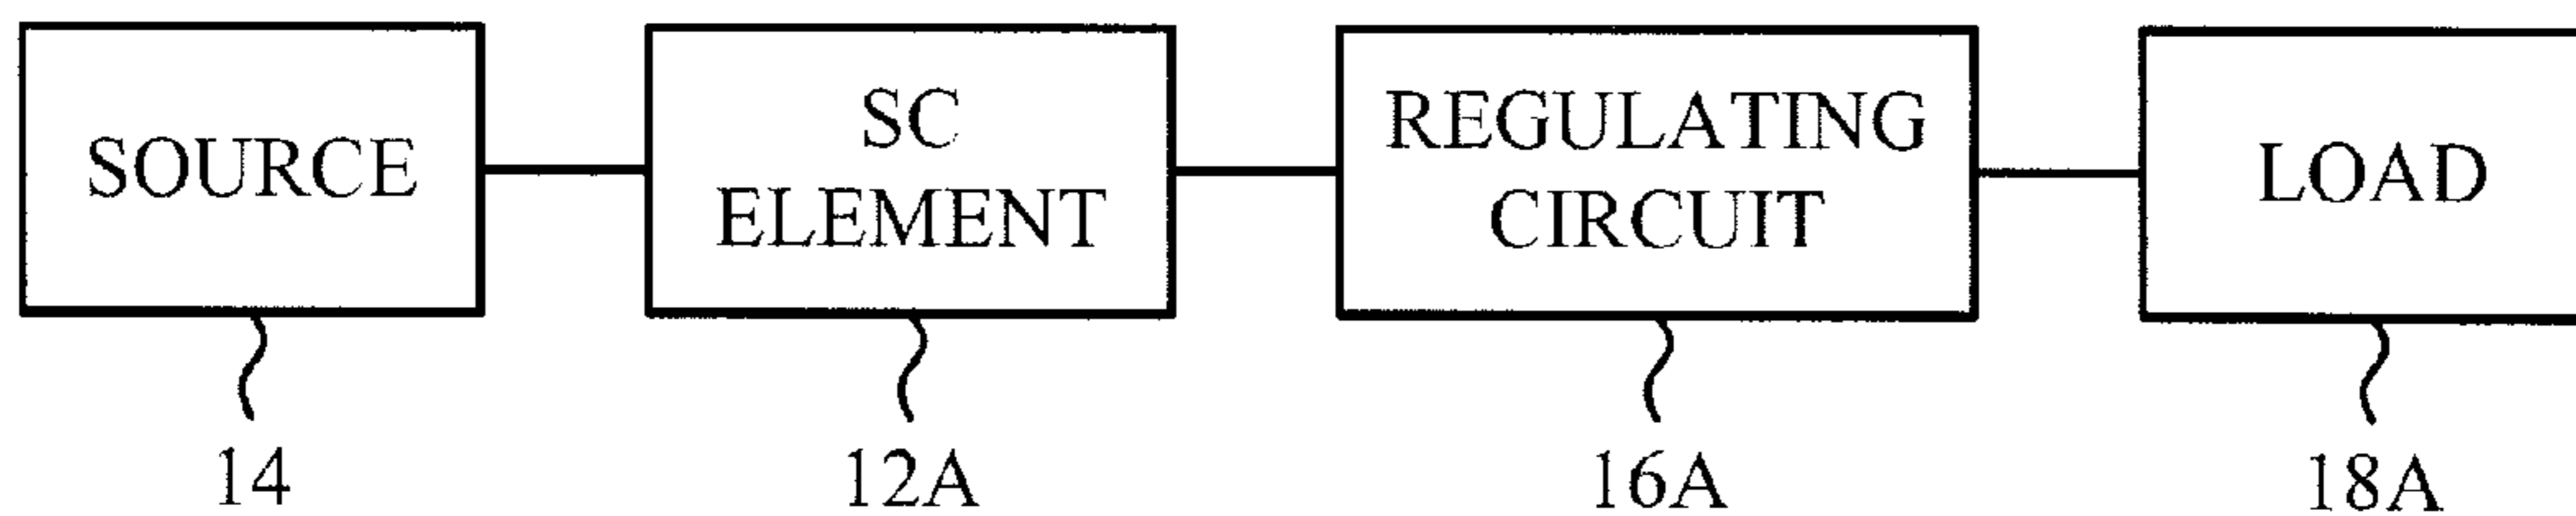 SOURCE
SC
ELEMENT
REGULATING
CIRCUIT
LOAD
14
12A
16A
18A